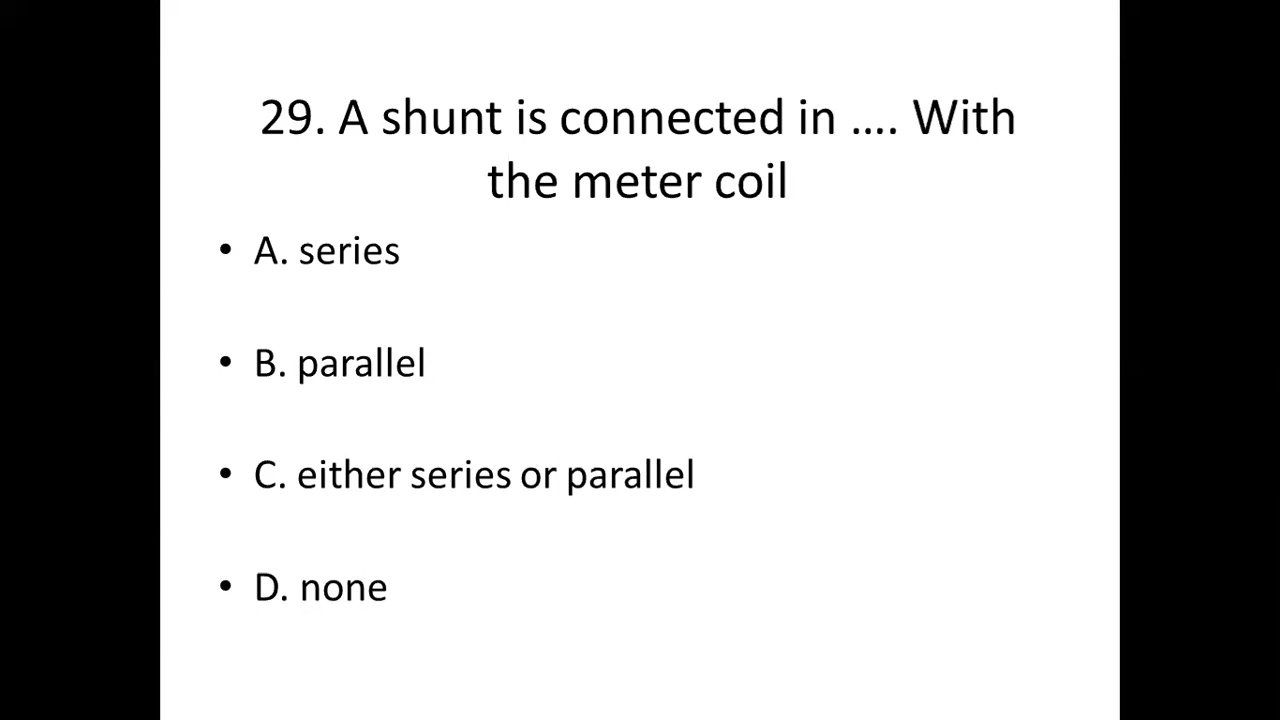 29. A shunt is connected in …. With
the meter coil
• A. series
• B. parallel
• C. either series or parallel
• D. none